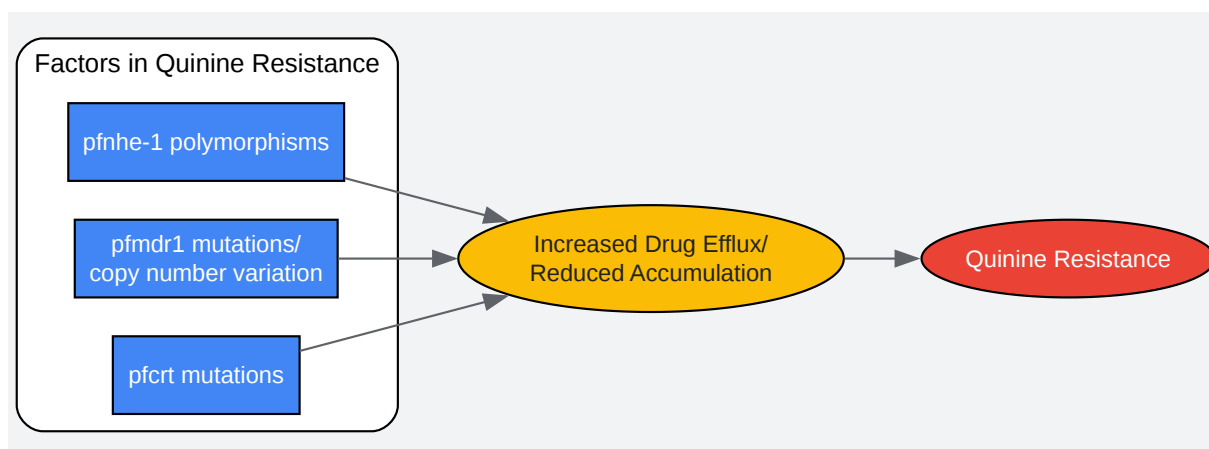 Factors in Quinine Resistance
pfnhe-1 polymorphisms
pfmdr1 mutations/
copy number variation
pfcrt mutations
Increased Drug Efflux/
Reduced Accumulation
Quinine Resistance